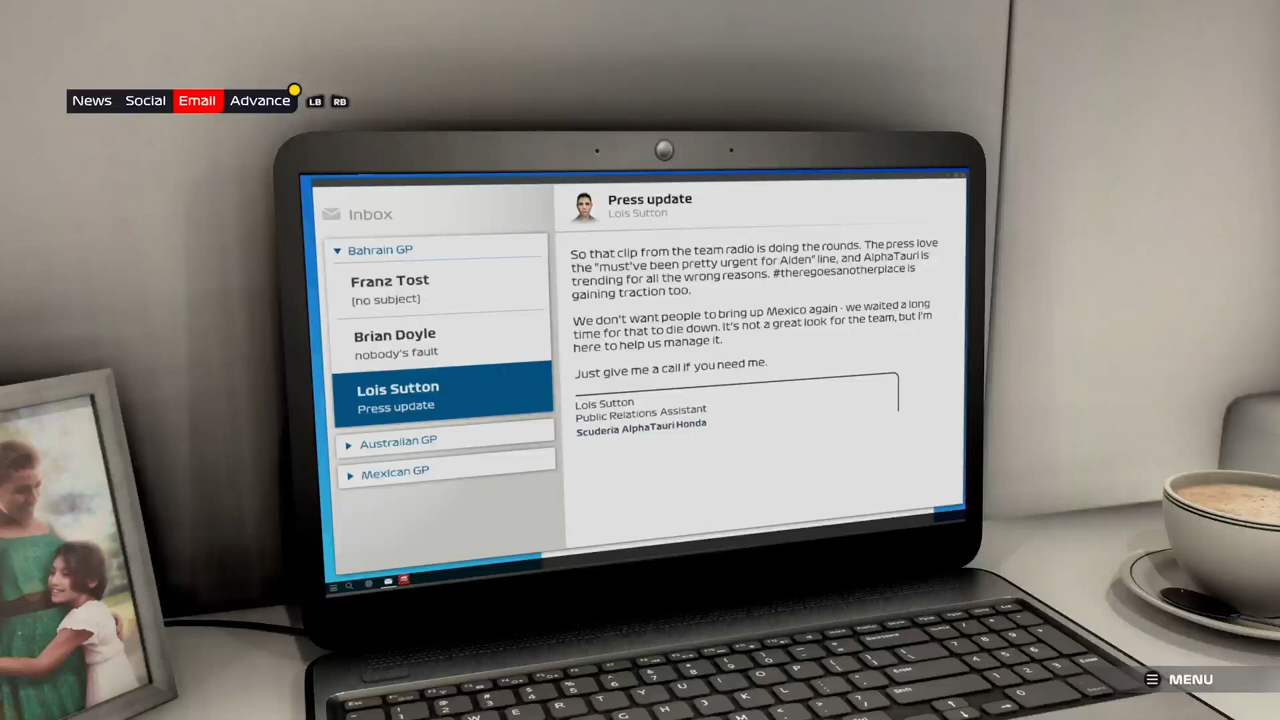 News Social Email Advance LB RB
Inbox
Bahrain GP
Franz Tost
(no subject)
Brian Doyle
nobody's fault
Lois Sutton
Press update
Australian GP
Mexican GP
Press update
Lois Sutton
So that clip from the team radio is doing the rounds. The press love
the "must've been pretty urgent for Aiden" line, and AlphaTauri is
trending for all the wrong reasons. #theregoesanotherplace is
gaining traction too.
We don't want people to bring up Mexico again - we waited a long
time for that to die down. It's not a great look for the team, but I'm
here to help us manage it.
Just give me a call if you need me.
Lois Sutton
Public Relations Assistant
Scuderia AlphaTauri Honda
MENU